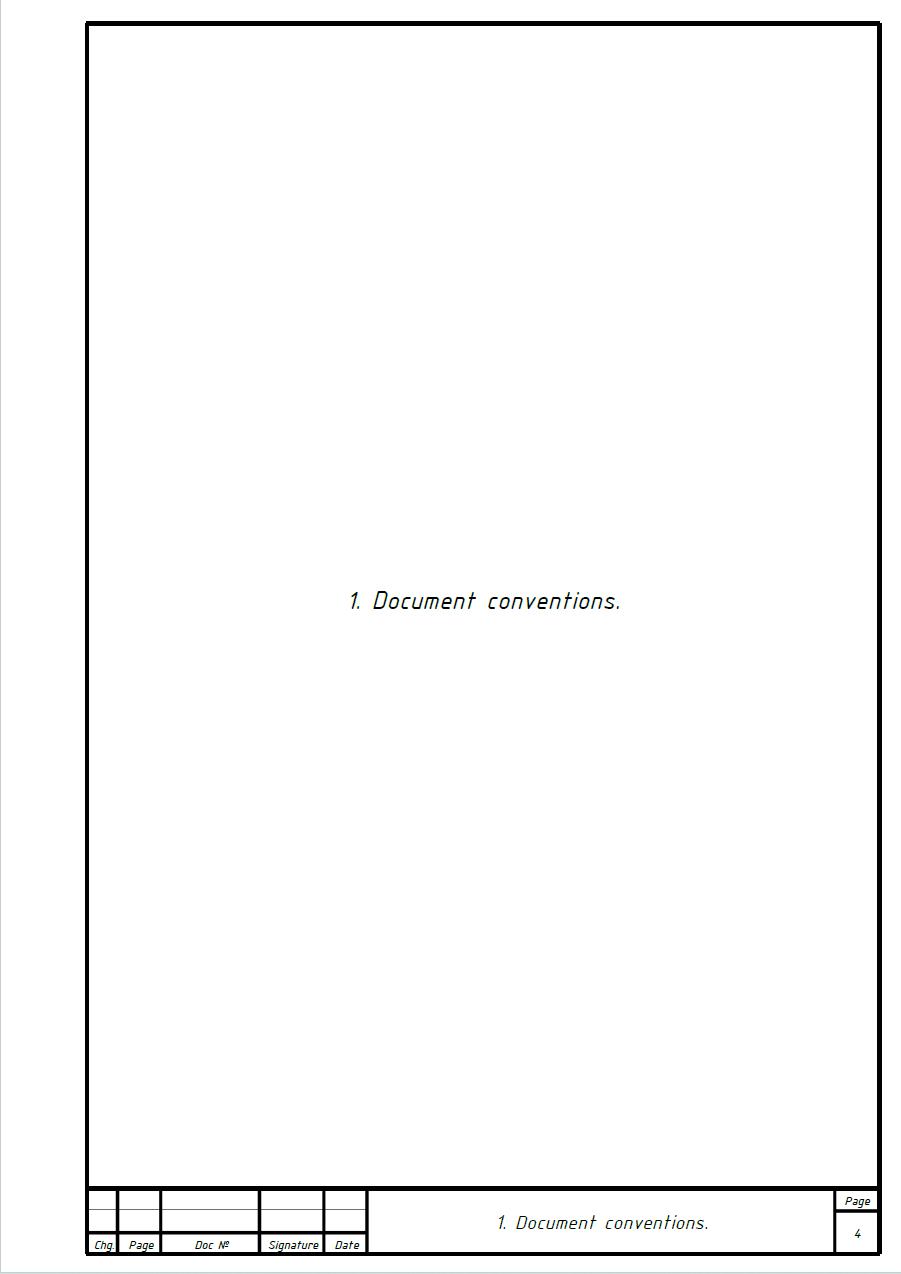 1. Document conventions.
Page
1. Document conventions.
4
Chg. Page Doc № Signature Date